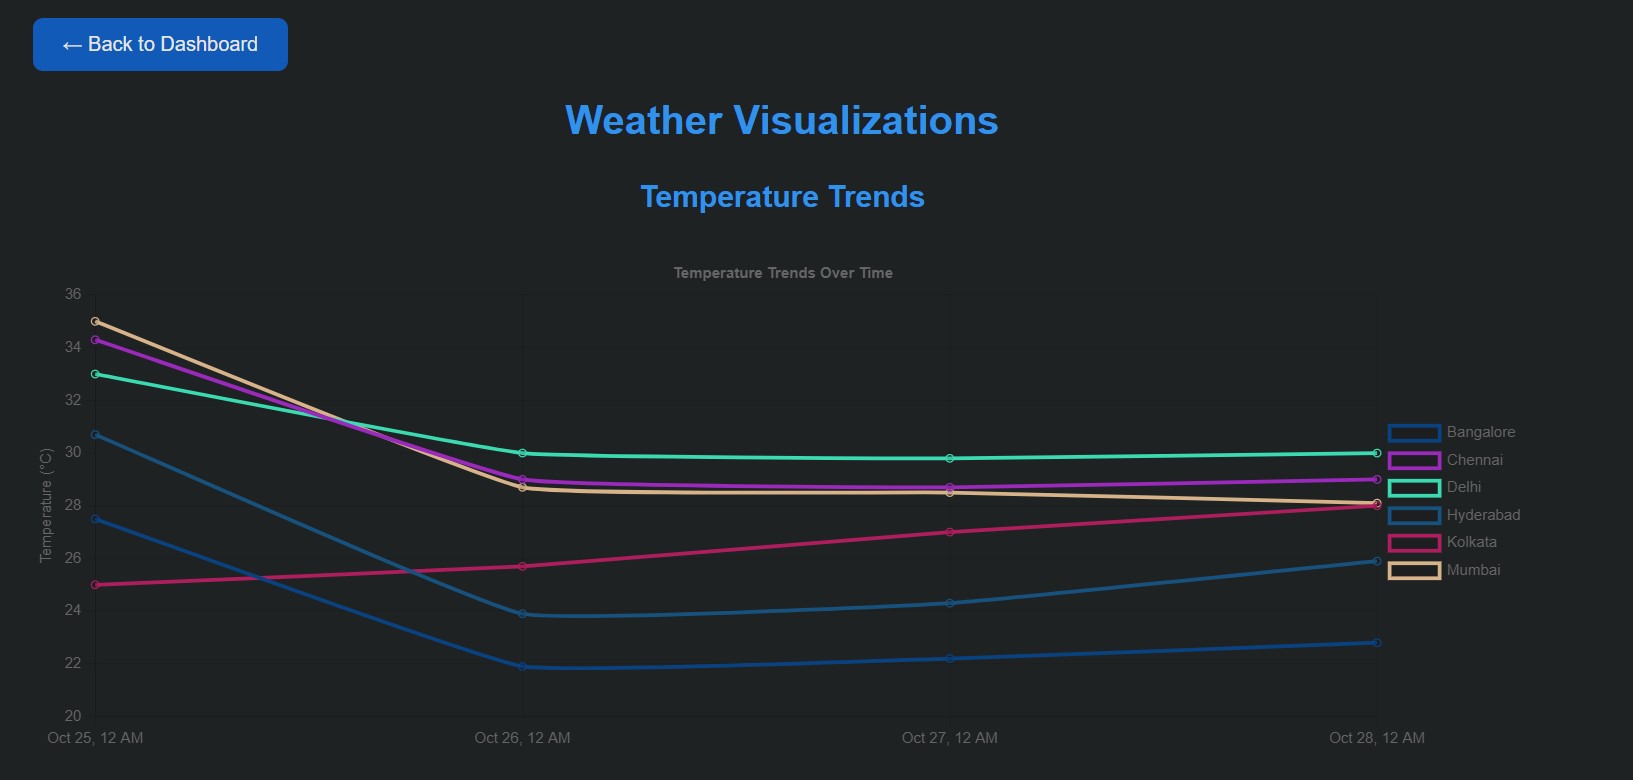 ← Back to Dashboard
Weather Visualizations
Temperature Trends
Temperature Trends Over Time
36
34
32
30
28
26
24
22
20
Temperature (°C)
Oct 25, 12 AM
Oct 26, 12 AM
Oct 27, 12 AM
Oct 28, 12 AM
Bangalore
Chennai
Delhi
Hyderabad
Kolkata
Mumbai